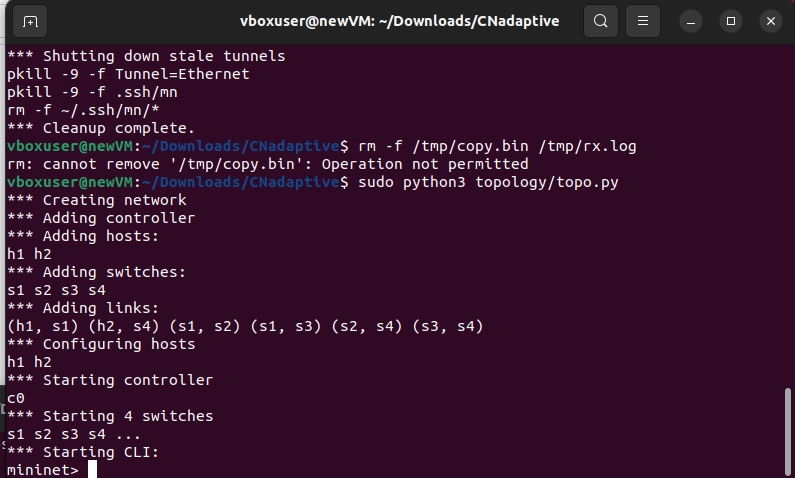 vboxuser@newVM: ~/Downloads/CNadaptive
*** Shutting down stale tunnels
pkill -9 -f Tunnel=Ethernet
pkill -9 -f .ssh/mn
rm -f ~/.ssh/mn/*
*** Cleanup complete.
vboxuser@newVM:~/Downloads/CNadaptive$ rm -f /tmp/copy.bin /tmp/rx.log
rm: cannot remove '/tmp/copy.bin': Operation not permitted
vboxuser@newVM:~/Downloads/CNadaptive$ sudo python3 topology/topo.py
*** Creating network
*** Adding controller
*** Adding hosts:
h1 h2
*** Adding switches:
s1 s2 s3 s4
*** Adding links:
(h1, s1) (h2, s4) (s1, s2) (s1, s3) (s2, s4) (s3, s4)
*** Configuring hosts
h1 h2
*** Starting controller
c0
*** Starting 4 switches
s1 s2 s3 s4 ...
*** Starting CLI:
mininet>